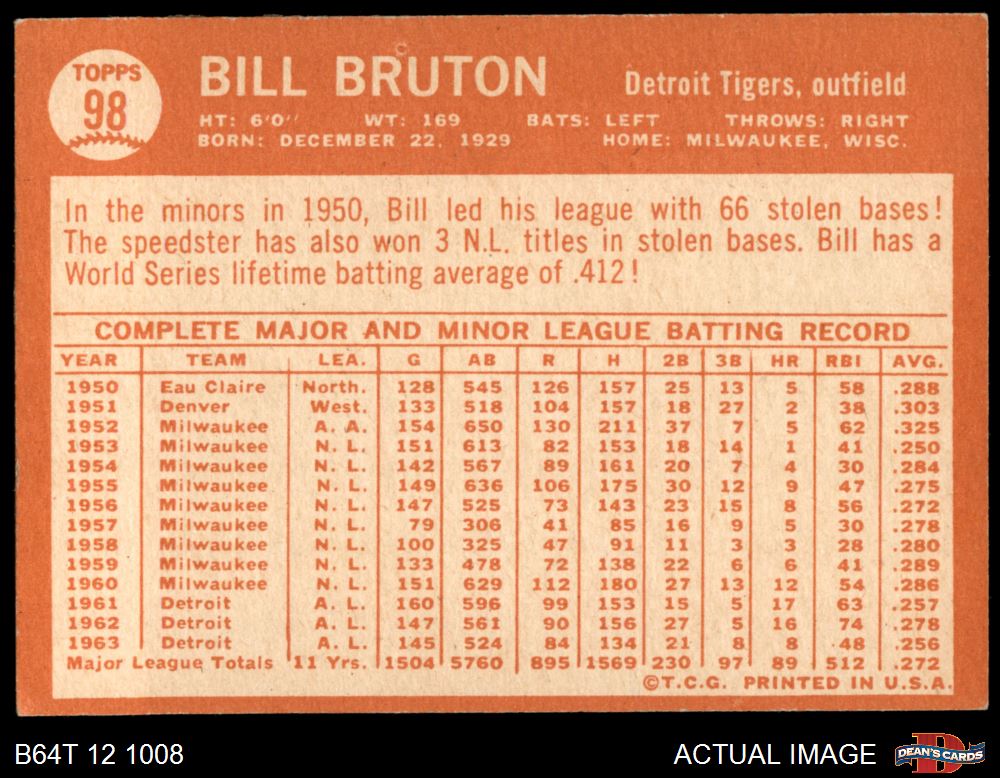 TOPPS
98
BILL BRUTON
Detroit Tigers, outfield
HT: 6'0" WT: 169 BATS: LEFT THROWS: RIGHT
BORN: DECEMBER 22, 1929 HOME: MILWAUKEE, WISC.
In the minors in 1950, Bill led his league with 66 stolen bases!
The speedster has also won 3 N.L. titles in stolen bases. Bill has a
World Series lifetime batting average of .412!
COMPLETE MAJOR AND MINOR LEAGUE BATTING RECORD
YEAR TEAM LEA. G AB R H 2B 3B HR RBI AVG.
1950 Eau Claire North. 128 545 126 157 25 13 5 58 .288
1951 Denver West. 133 518 104 157 18 27 2 38 .303
1952 Milwaukee A. A. 154 650 130 211 37 7 5 62 .325
1953 Milwaukee N. L. 151 613 82 153 18 14 1 41 .250
1954 Milwaukee N. L. 142 567 89 161 20 7 4 30 .284
1955 Milwaukee N. L. 149 636 106 175 30 12 9 47 .275
1956 Milwaukee N. L. 147 525 73 143 23 15 8 56 .272
1957 Milwaukee N. L. 79 306 41 85 16 9 5 30 .278
1958 Milwaukee N. L. 100 325 47 91 11 3 3 28 .280
1959 Milwaukee N. L. 133 478 72 138 22 6 6 41 .289
1960 Milwaukee N. L. 151 629 112 180 27 13 12 54 .286
1961 Detroit A. L. 160 596 99 153 15 5 17 63 .257
1962 Detroit A. L. 147 561 90 156 27 5 16 74 .278
1963 Detroit A. L. 145 524 84 134 21 8 8 48 .256
Major League Totals 11 Yrs. 1504 5760 895 1569 230 97 89 512 .272
©T.C.G. PRINTED IN U.S.A.
B64T 12 1008 ACTUAL IMAGE
DEAN'S CARDS